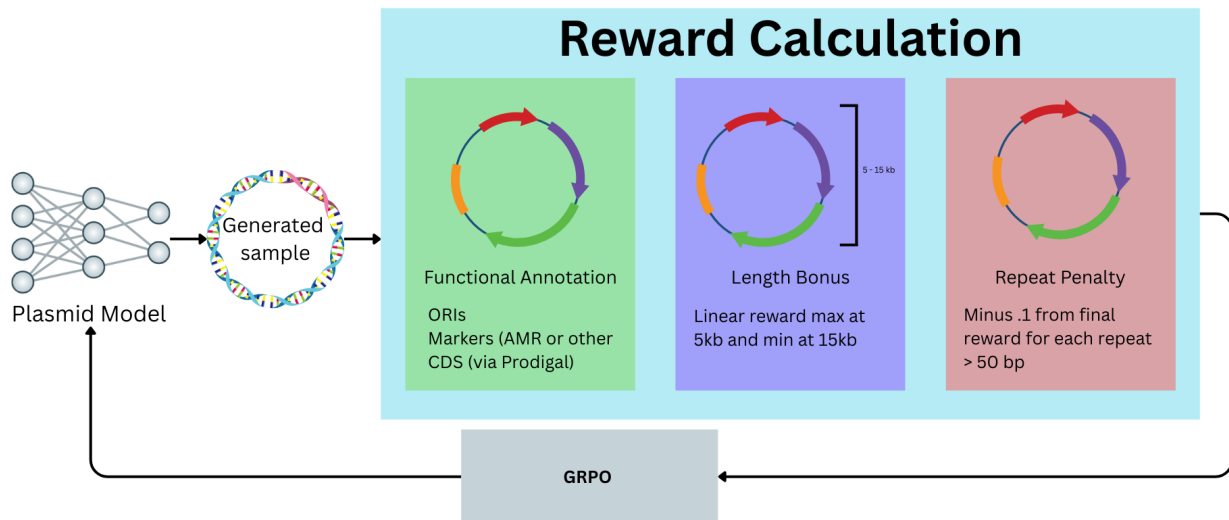 Reward Calculation
Plasmid Model
Generated
sample
Functional Annotation
ORIs
Markers (AMR or other
CDS (via Prodigal)
5 - 15 kb
Length Bonus
Linear reward max at
5kb and min at 15kb
Repeat Penalty
Minus .1 from final
reward for each repeat
> 50 bp
GRPO